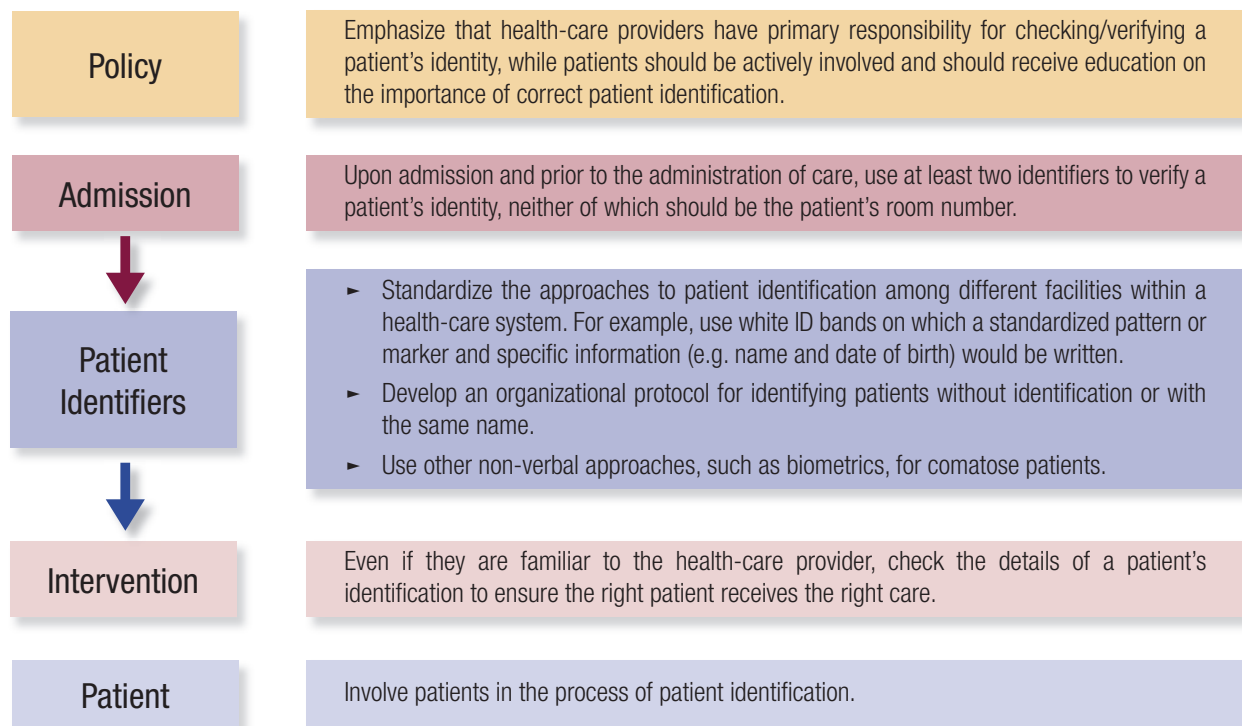 Policy
Emphasize that health-care providers have primary responsibility for checking/verifying a
patient’s identity, while patients should be actively involved and should receive education on
the importance of correct patient identification.
Admission
Upon admission and prior to the administration of care, use at least two identifiers to verify a
patient’s identity, neither of which should be the patient’s room number.
Patient
Identifiers
► Standardize the approaches to patient identification among different facilities within a
health-care system. For example, use white ID bands on which a standardized pattern or
marker and specific information (e.g. name and date of birth) would be written.
► Develop an organizational protocol for identifying patients without identification or with
the same name.
► Use other non-verbal approaches, such as biometrics, for comatose patients.
Intervention
Even if they are familiar to the health-care provider, check the details of a patient’s
identification to ensure the right patient receives the right care.
Patient
Involve patients in the process of patient identification.